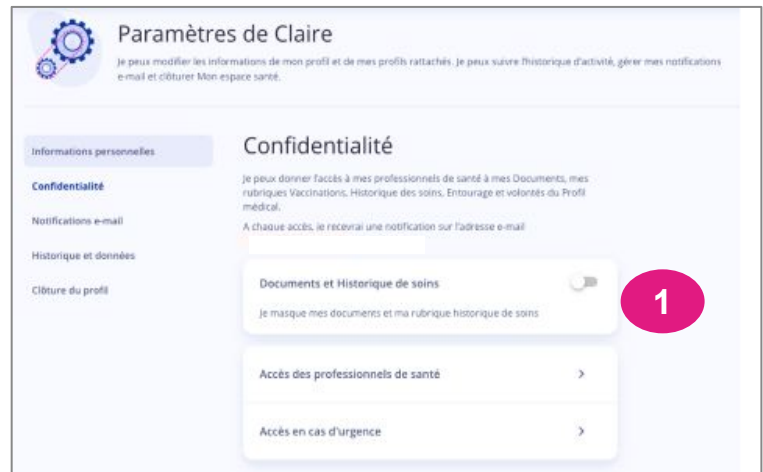 Paramètres de Claire
Je peux modifier les informations de mon profil et de mes profils rattachés. Je peux suivre l'historique d'activité, gérer mes notifications
e-mail et clôturer Mon espace santé.
Informations personnelles
Confidentialité
Notifications e-mail
Historique et données
Clôture du profil
Confidentialité
Je peux donner l'accès à mes professionnels de santé à mes Documents, mes
rubriques Vaccinations, Historique des soins, Entourage et volontés du Profil
médical.
A chaque accès, je recevrai une notification sur l'adresse e-mail
Documents et Historique de soins
Je masque mes documents et ma rubrique historique de soins
1
Accès des professionnels de santé
Accès en cas d'urgence